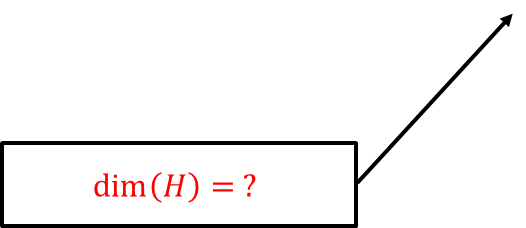 dim(𝐻) = ?